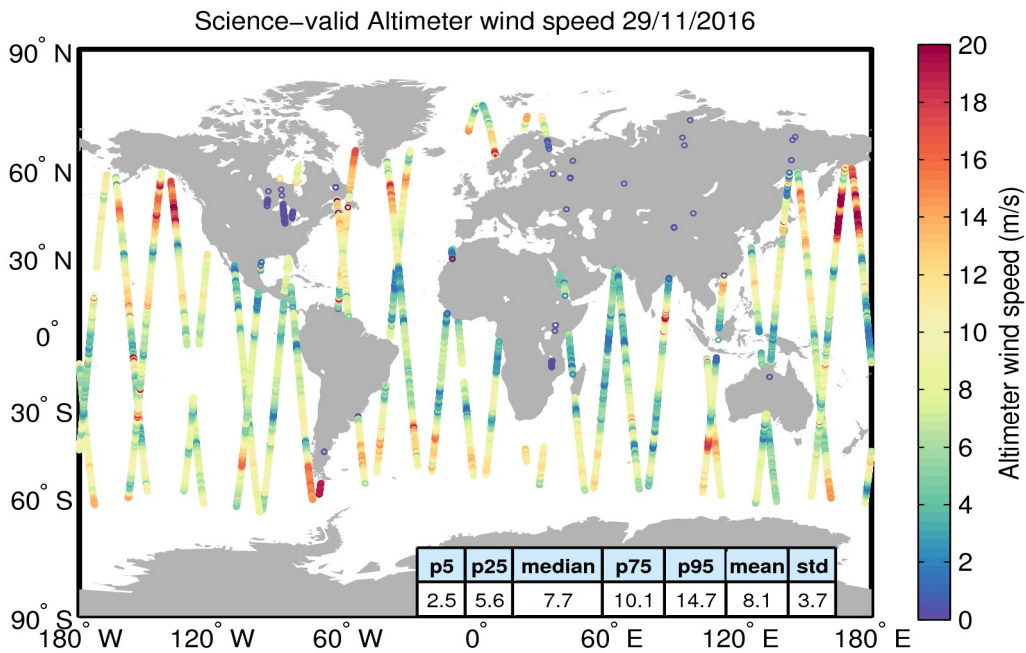 Science−valid Altimeter wind speed 29/11/2016
90° N
60° N
30° N
0°
30° S
60° S
90° S
180° W
120° W
60° W
0°
60° E
120° E
180° E
p5 p25 median p75 p95 mean std
2.5 5.6 7.7 10.1 14.7 8.1 3.7
20
18
16
14
12
10
8
6
4
2
0
Altimeter wind speed (m/s)